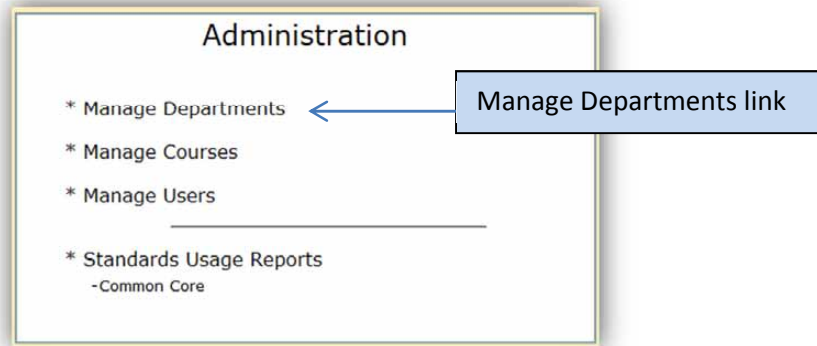 Administration
* Manage Departments
Manage Departments link
* Manage Courses
* Manage Users
* Standards Usage Reports
-Common Core